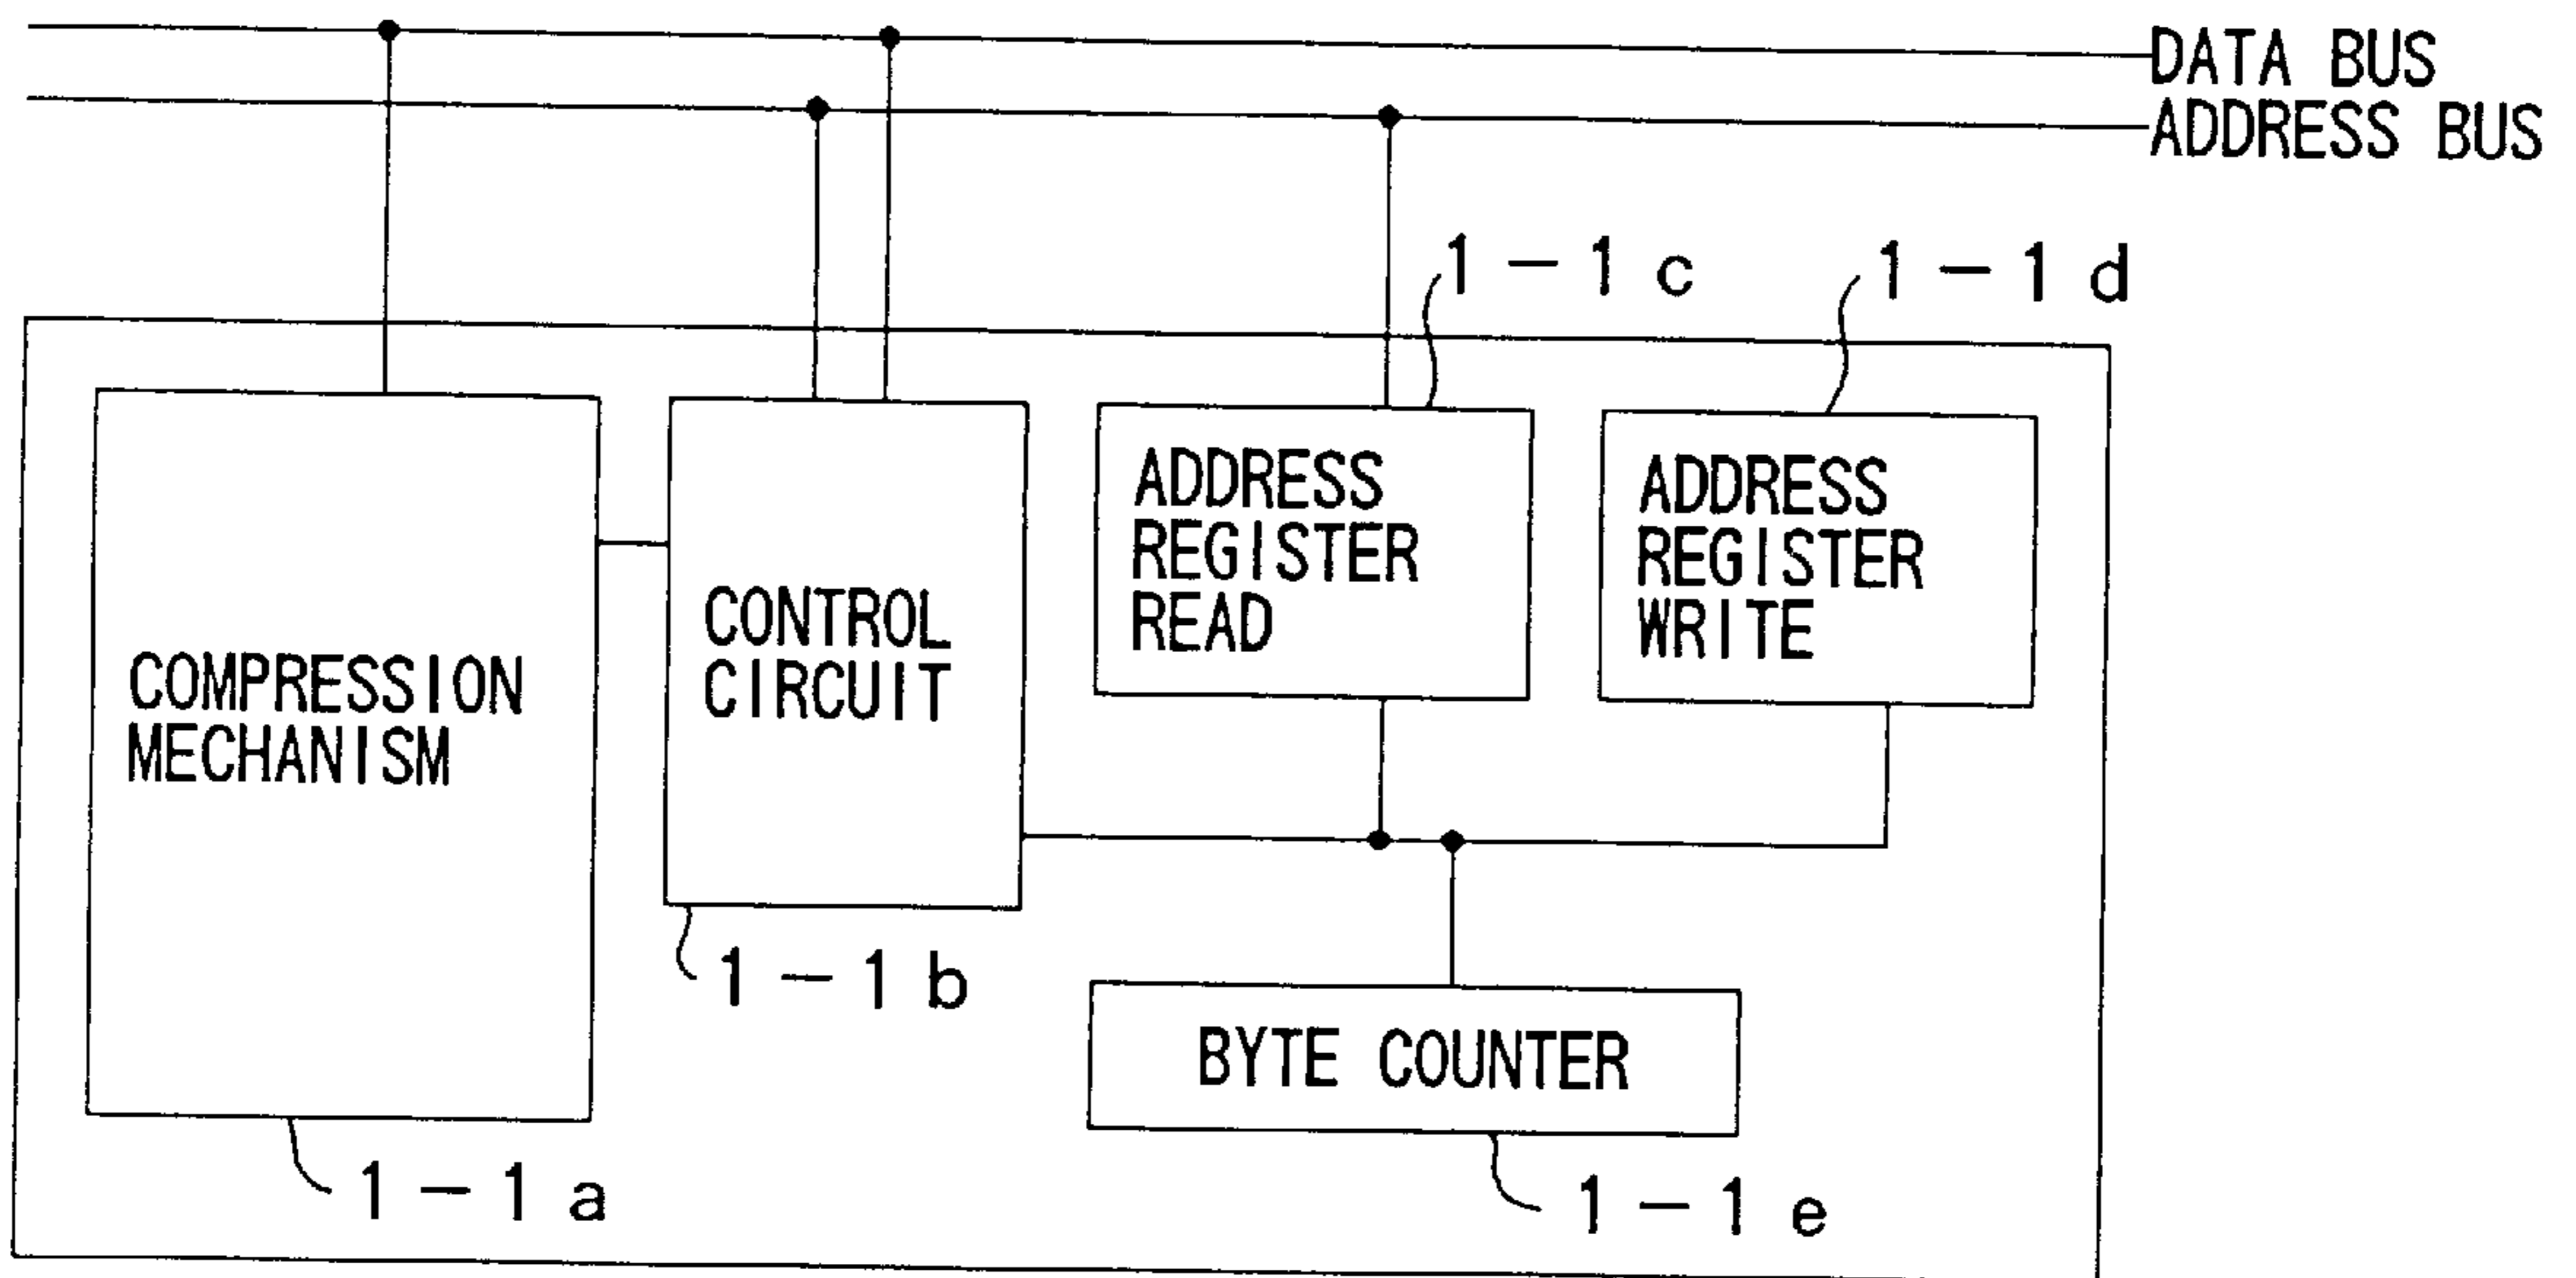 DATA BUS
ADDRESS BUS
1-1c
1-1d
ADDRESS
REGISTER
READ
ADDRESS
REGISTER
WRITE
CONTROL
CIRCUIT
COMPRESSION
MECHANISM
1-1b
BYTE COUNTER
1-1a
1-1e